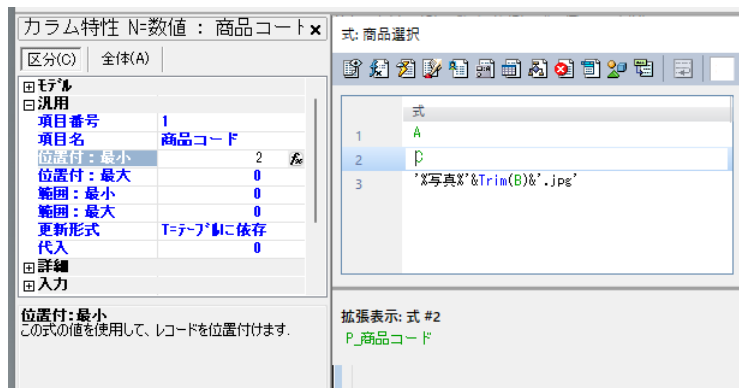 カラム特性 N=数値 : 商品コード
区分(C) 全体(A)
モデル
汎用
項目番号 1
項目名 商品コード
位置付:最小 2
位置付:最大 0
範囲:最小 0
範囲:最大 0
更新形式 T=テーブルに依存
代入 0
詳細
入力
位置付:最小
この式の値を使用して、レコードを位置付けます.
式: 商品選択
式
1 A
2
3 '%写真%'&Trim(B)&'.jpg'
拡張表示: 式 #2
P_商品コード